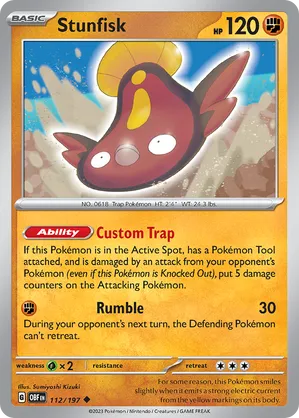 BASIC
Stunfisk
HP 120
NO. 0618 Trap Pokémon HT: 2'4" WT: 24.3 lbs.
Ability Custom Trap
If this Pokémon is in the Active Spot, has a Pokémon Tool
attached, and is damaged by an attack from your opponent's
Pokémon (even if this Pokémon is Knocked Out), put 5 damage
counters on the Attacking Pokémon.
Rumble 30
During your opponent's next turn, the Defending Pokémon
can't retreat.
weakness ×2 resistance retreat
Illus. Sumiyoshi Kizuki
G OBF EN 112/197
For some reason, this Pokémon smiles
slightly when it emits a strong electric current
from the yellow markings on its body.
©2023 Pokémon / Nintendo / Creatures / GAME FREAK